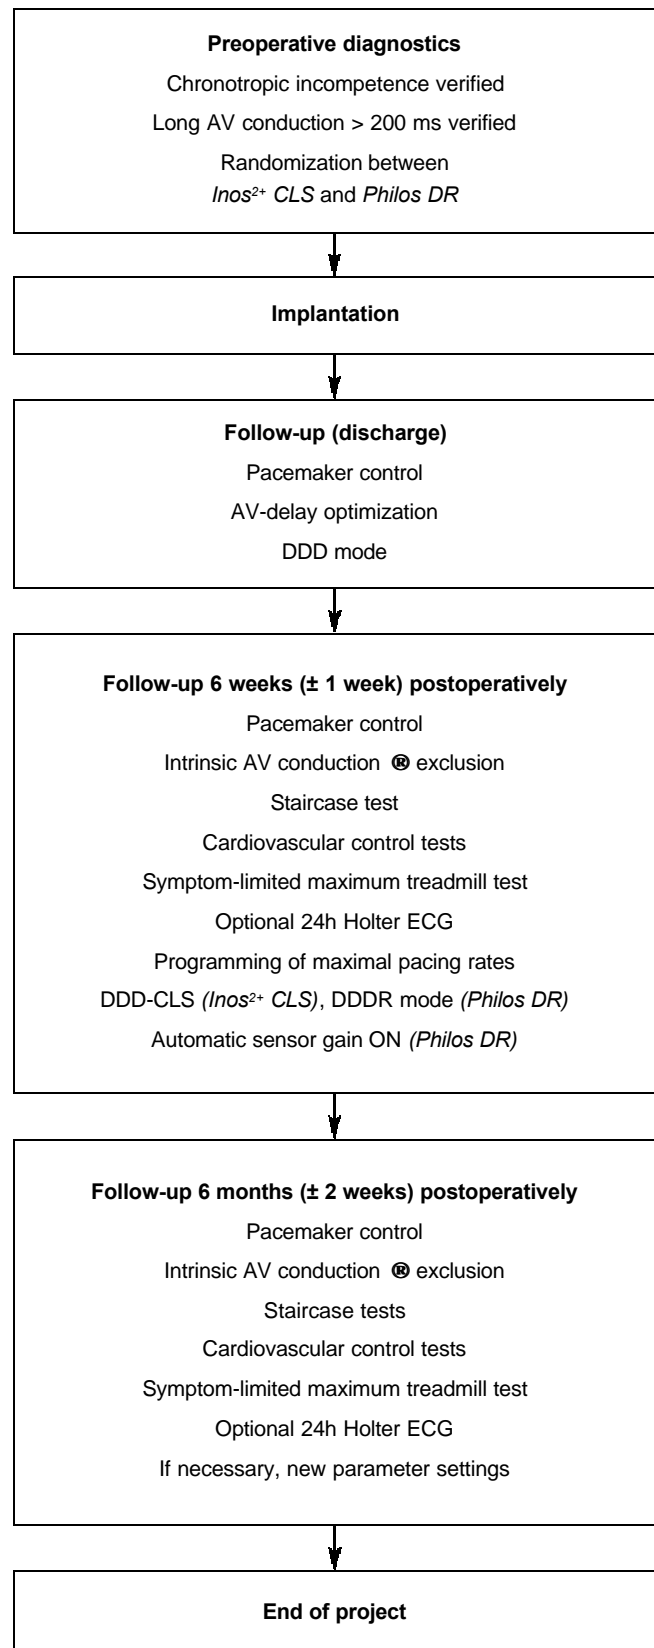 Preoperative diagnostics
Chronotropic incompetence verified
Long AV conduction > 200 ms verified
Randomization between
Inos²⁺ CLS and Philos DR
Implantation
Follow-up (discharge)
Pacemaker control
AV-delay optimization
DDD mode
Follow-up 6 weeks (± 1 week) postoperatively
Pacemaker control
Intrinsic AV conduction ® exclusion
Staircase test
Cardiovascular control tests
Symptom-limited maximum treadmill test
Optional 24h Holter ECG
Programming of maximal pacing rates
DDD-CLS (Inos²⁺ CLS), DDDR mode (Philos DR)
Automatic sensor gain ON (Philos DR)
Follow-up 6 months (± 2 weeks) postoperatively
Pacemaker control
Intrinsic AV conduction ® exclusion
Staircase tests
Cardiovascular control tests
Symptom-limited maximum treadmill test
Optional 24h Holter ECG
If necessary, new parameter settings
End of project